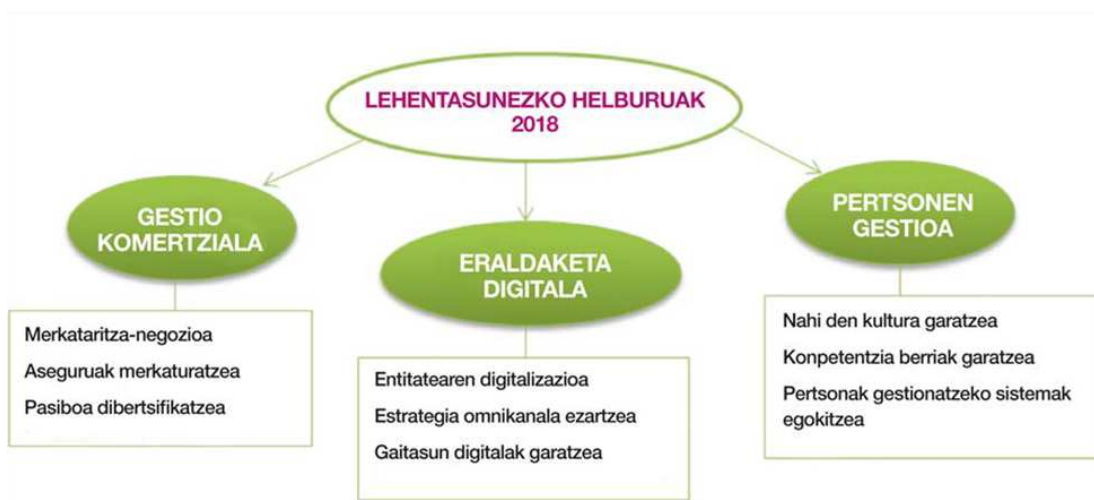 LEHENTASUNEZKO HELBURUAK
2018
GESTIO
KOMERTZIALA
Merkataritza-negozioa
Aseguruak merkaturatzea
Pasiboa dibertsifikatzea
ERALDAKETA
DIGITALA
Entitatearen digitalizazioa
Estrategia omnikanala ezartzea
Gaitasun digitalak garatzea
PERTSONEN
GESTIOA
Nahi den kultura garatzea
Konpetentzia berriak garatzea
Pertsonak gestionatzeko sistemak
egokitzea